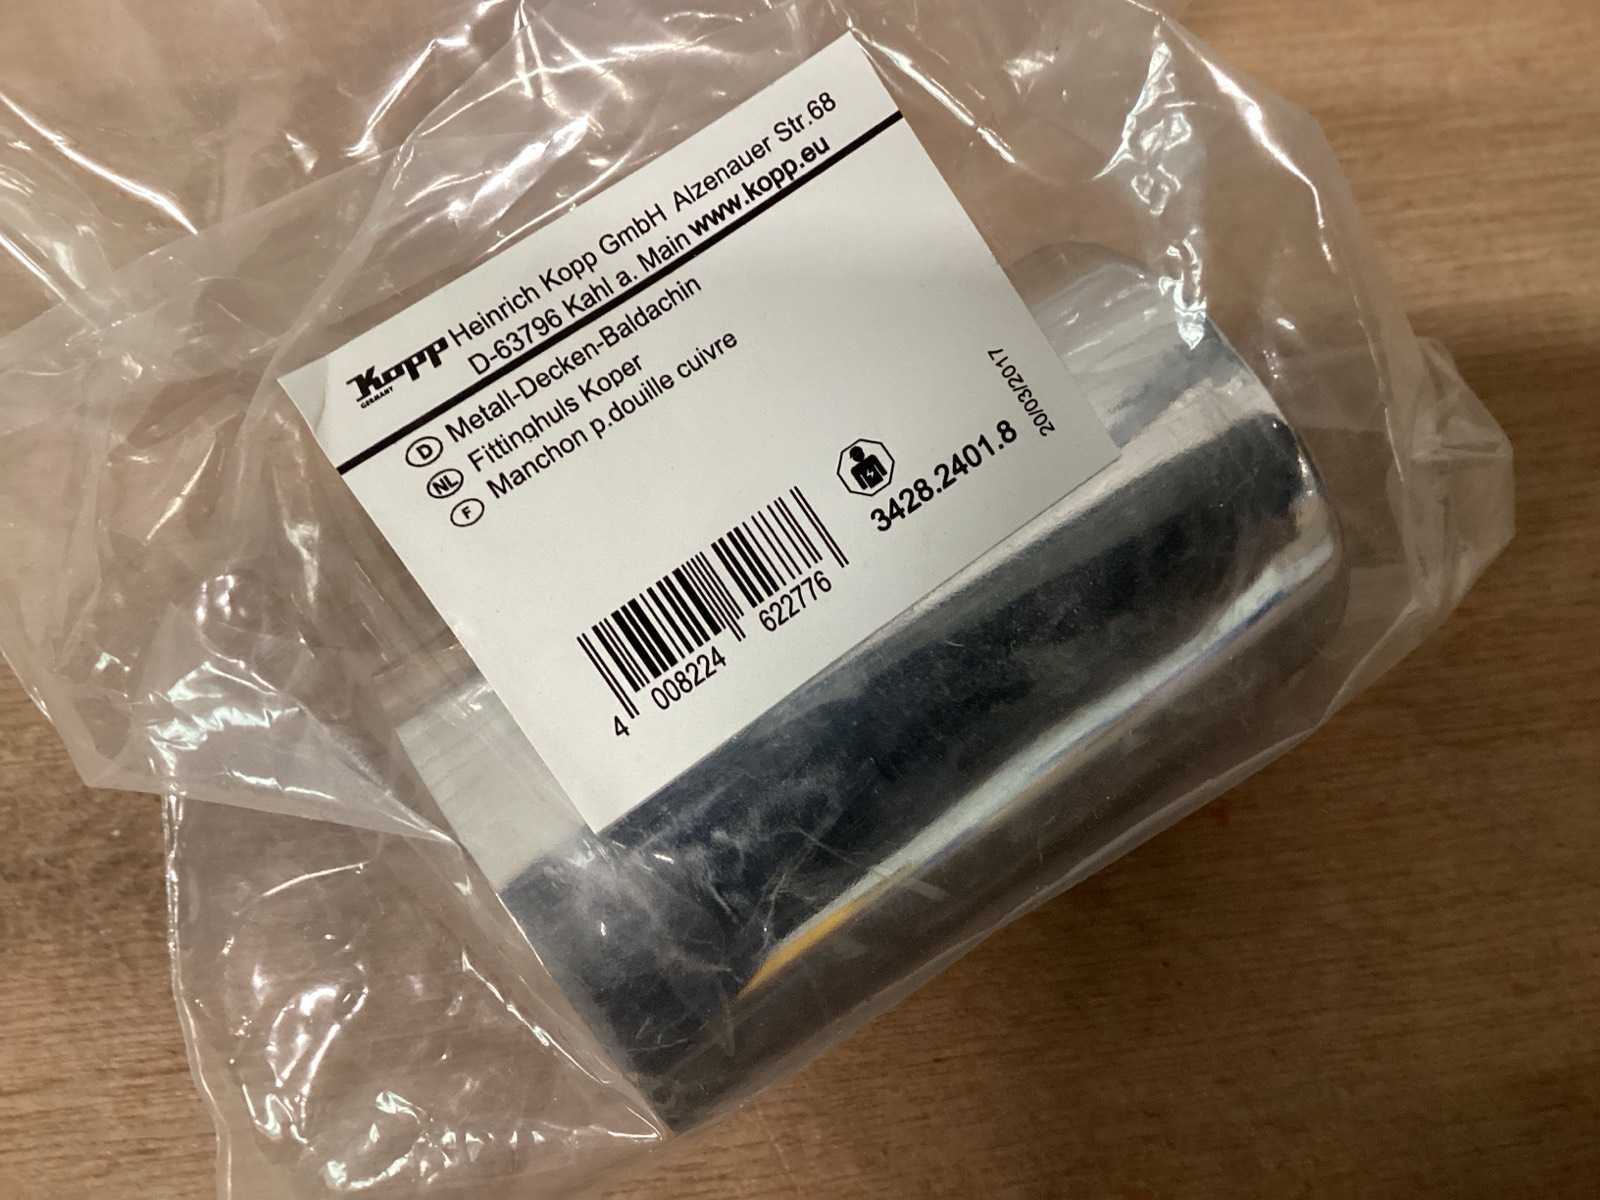 Kopp Heinrich Kopp GmbH Alzenauer Str.68
GERMANY
D-63796 Kahl a. Main www.kopp.eu
D Metall-Decken-Baldachin
NL Fittinghuls Koper
F Manchon p.douille cuivre
20/03/2017
3428.2401.8
4 008224 622776